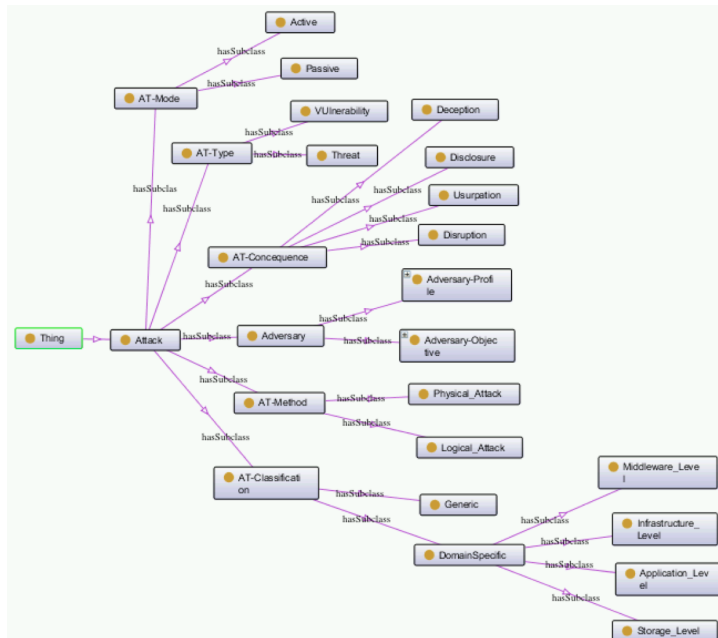 Active
hasSubclass
Passive
hasSubclass
AT-Mode
VUlnerability
hasSubclass
Deception
AT-Type
hasSubclass
Threat
Disclosure
hasSubclas
hasSubclass
hasSubclass
Usurpation
hasSubclass
hasSubclass
Disruption
hasSubclass
AT-Concequence
hasSubclass
Adversary-Profi
le
hasSubclass
Thing
Attack
hasSubclass
Adversary
hasSubclass
Adversary-Objec
tive
hasSubclass
Physical_Attack
hasSubclass
AT-Method
hasSubclass
hasSubclass
Logical_Attack
AT-Classificati
on
hasSubclass
Generic
Middleware_Leve
l
hasSubclass
hasSubclass
Infrastructure_
Level
DomainSpecific
hasSubclass
hasSubclass
Application_Lev
el
hasSubclass
Storage_Level